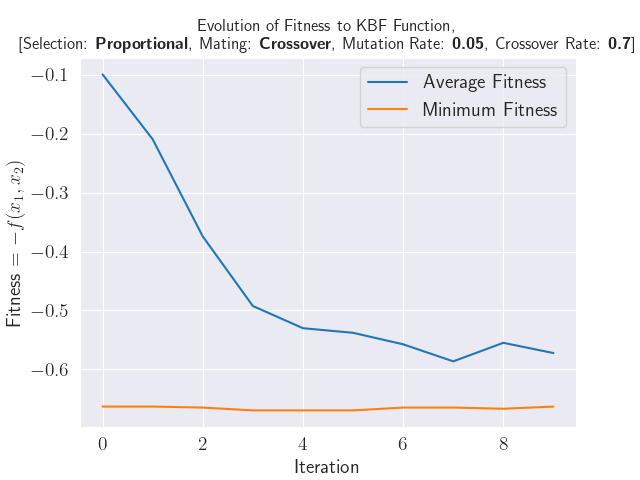 Evolution of Fitness to KBF Function,
[Selection: Proportional, Mating: Crossover, Mutation Rate: 0.05, Crossover Rate: 0.7]
Average Fitness
Minimum Fitness
−0.1
−0.2
−0.3
−0.4
−0.5
−0.6
Fitness = −f(x₁, x₂)
0 2 4 6 8
Iteration